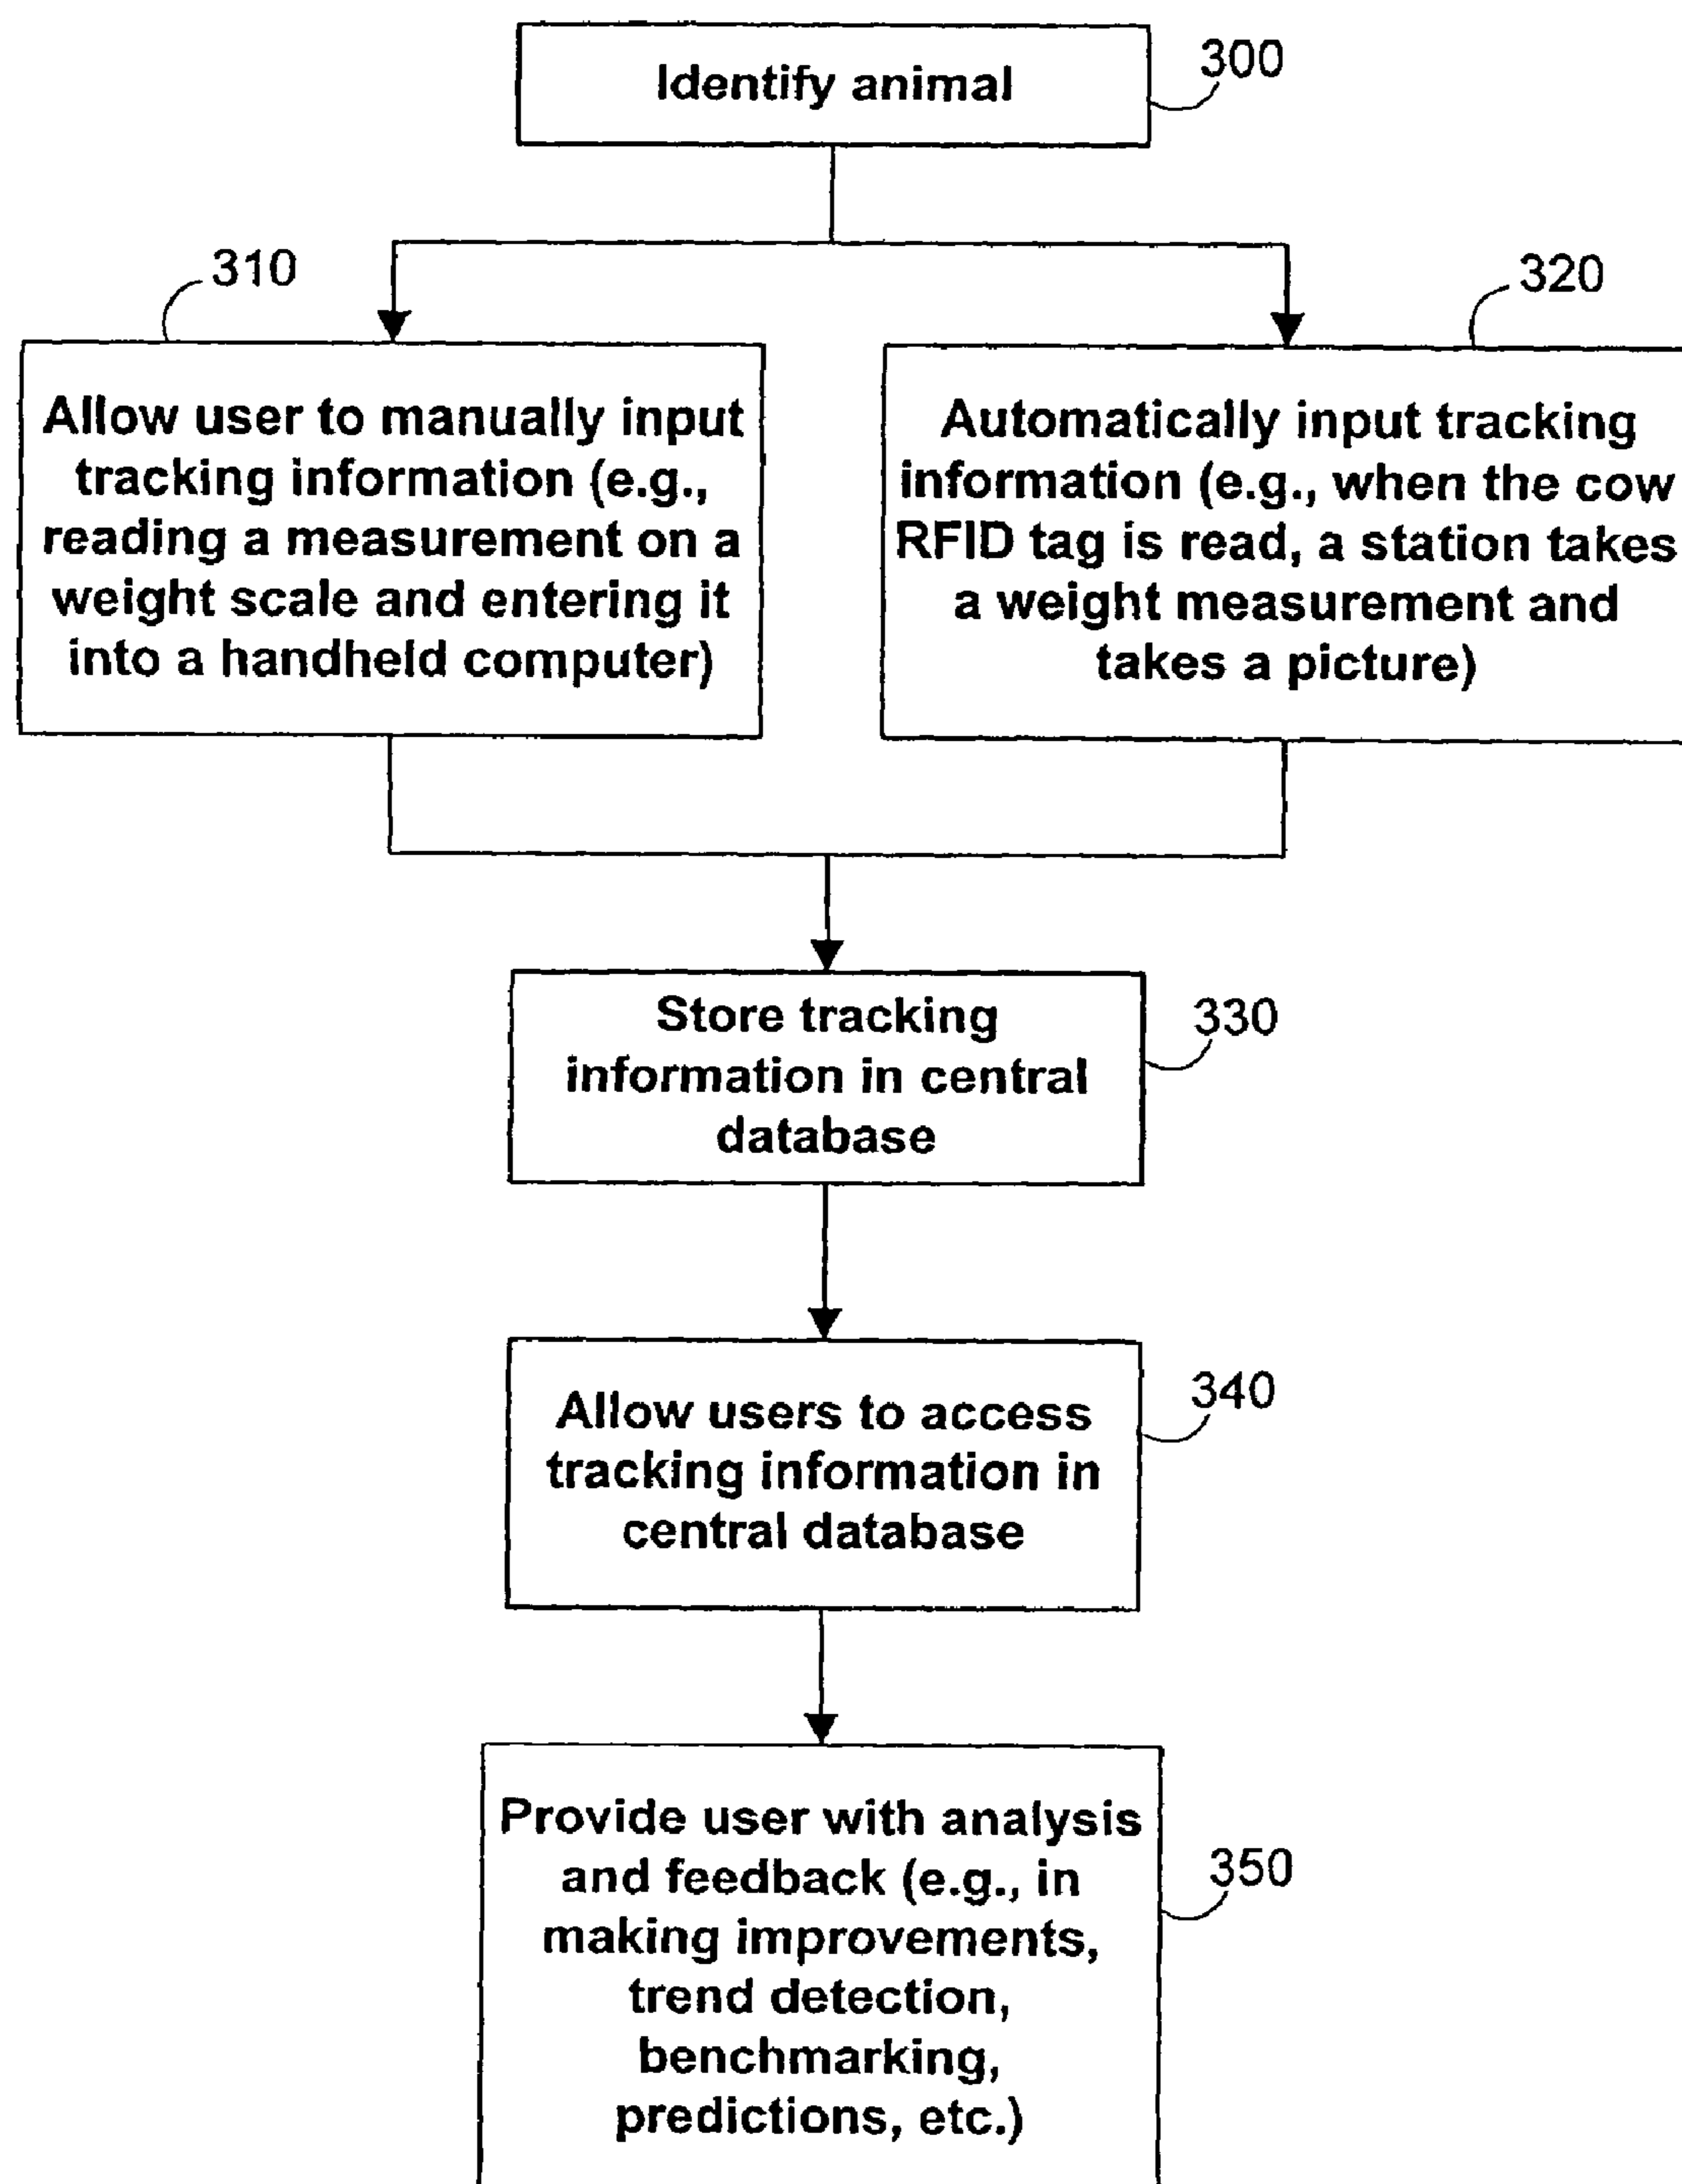 Identify animal
300
310
320
Allow user to manually input
tracking information (e.g.,
reading a measurement on a
weight scale and entering it
into a handheld computer)
Automatically input tracking
information (e.g., when the cow
RFID tag is read, a station takes
a weight measurement and
takes a picture)
Store tracking
information in central
database
330
Allow users to access
tracking information in
central database
340
Provide user with analysis
and feedback (e.g., in
making improvements,
trend detection,
benchmarking,
predictions, etc.)
350